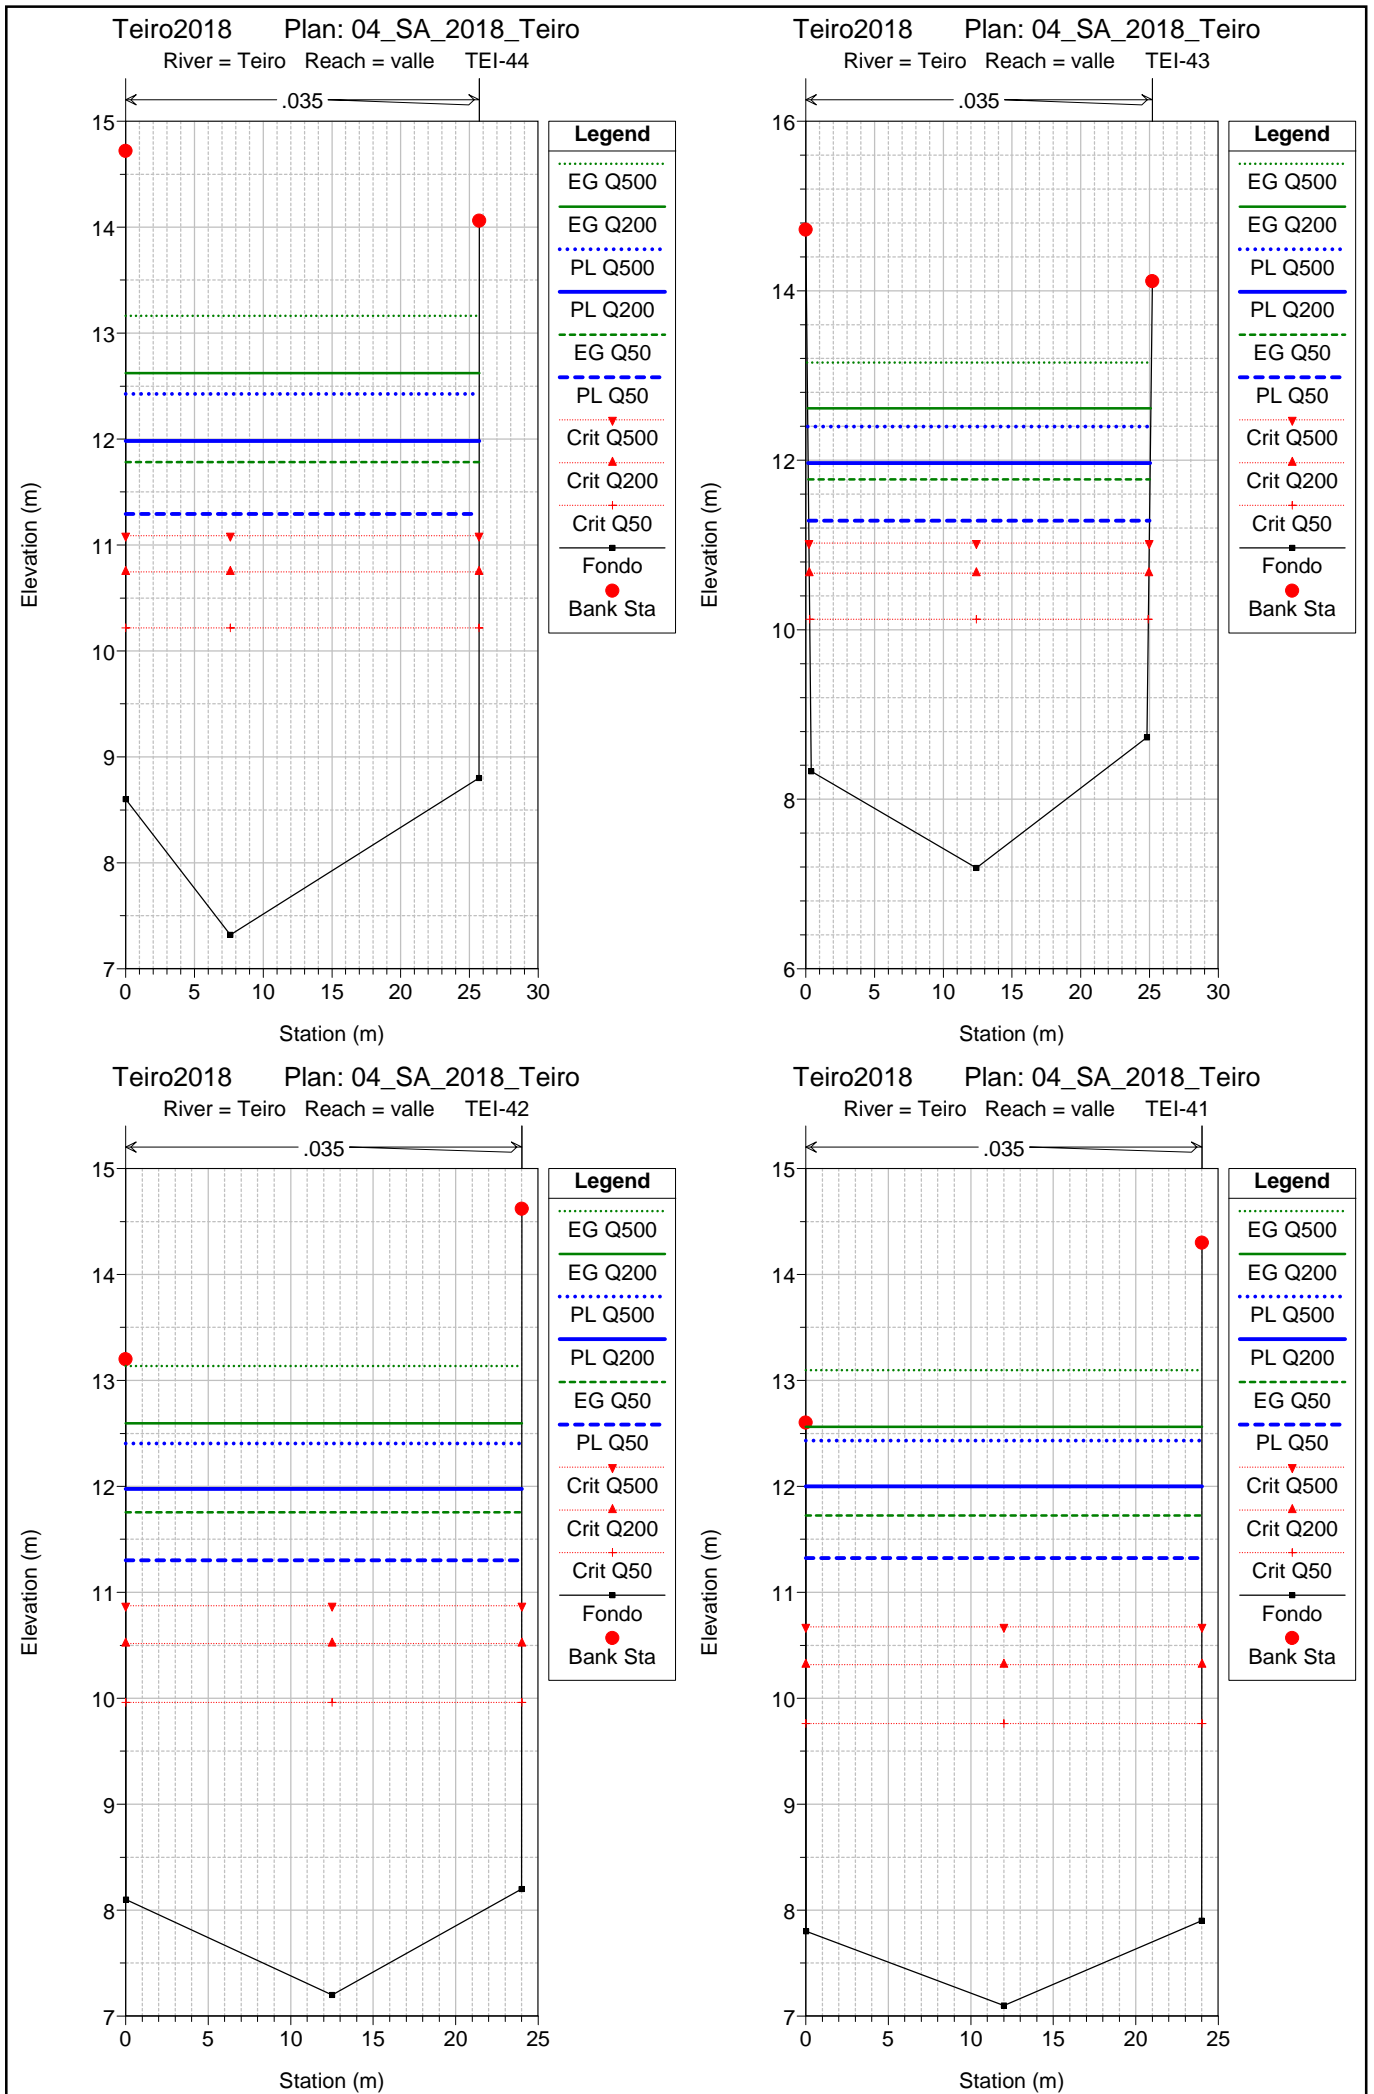 Teiro2018 Plan: 04_SA_2018_Teiro
River = Teiro Reach = valle TEI-44
.035
15
14
13
12
11
10
9
8
7
Elevation (m)
0 5 10 15 20 25 30
Station (m)
Legend
EG Q500
EG Q200
PL Q500
PL Q200
EG Q50
PL Q50
Crit Q500
Crit Q200
Crit Q50
Fondo
Bank Sta
Teiro2018 Plan: 04_SA_2018_Teiro
River = Teiro Reach = valle TEI-43
.035
16
14
12
10
8
6
Elevation (m)
0 5 10 15 20 25 30
Station (m)
Legend
EG Q500
EG Q200
PL Q500
PL Q200
EG Q50
PL Q50
Crit Q500
Crit Q200
Crit Q50
Fondo
Bank Sta
Teiro2018 Plan: 04_SA_2018_Teiro
River = Teiro Reach = valle TEI-42
.035
15
14
13
12
11
10
9
8
7
Elevation (m)
0 5 10 15 20 25
Station (m)
Legend
EG Q500
EG Q200
PL Q500
PL Q200
EG Q50
PL Q50
Crit Q500
Crit Q200
Crit Q50
Fondo
Bank Sta
Teiro2018 Plan: 04_SA_2018_Teiro
River = Teiro Reach = valle TEI-41
.035
15
14
13
12
11
10
9
8
7
Elevation (m)
0 5 10 15 20 25
Station (m)
Legend
EG Q500
EG Q200
PL Q500
PL Q200
EG Q50
PL Q50
Crit Q500
Crit Q200
Crit Q50
Fondo
Bank Sta